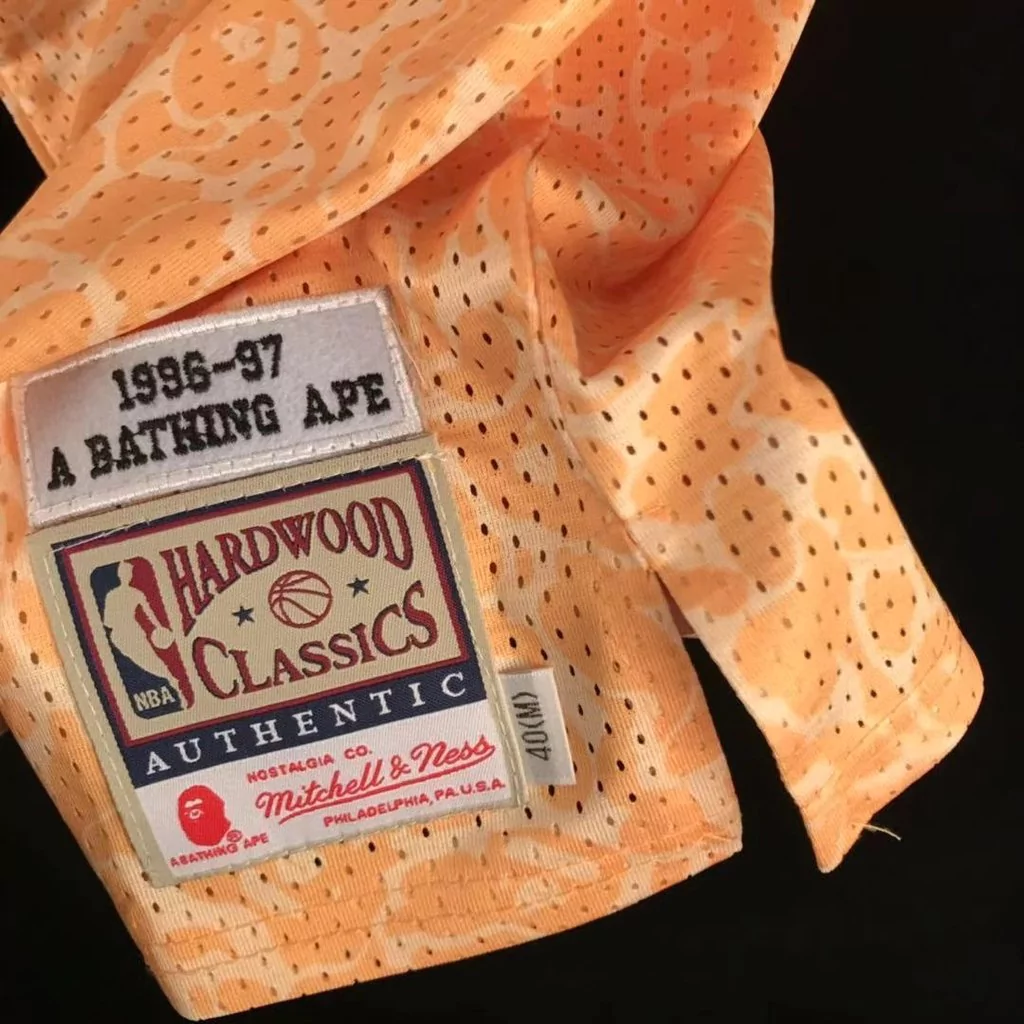 1996-97
A BATHING APE
HARDWOOD
CLASSICS
NBA
AUTHENTIC
NOSTALGIA CO.
Mitchell & Ness
PHILADELPHIA, PA. U.S.A.
A BATHING APE ®
40(M)